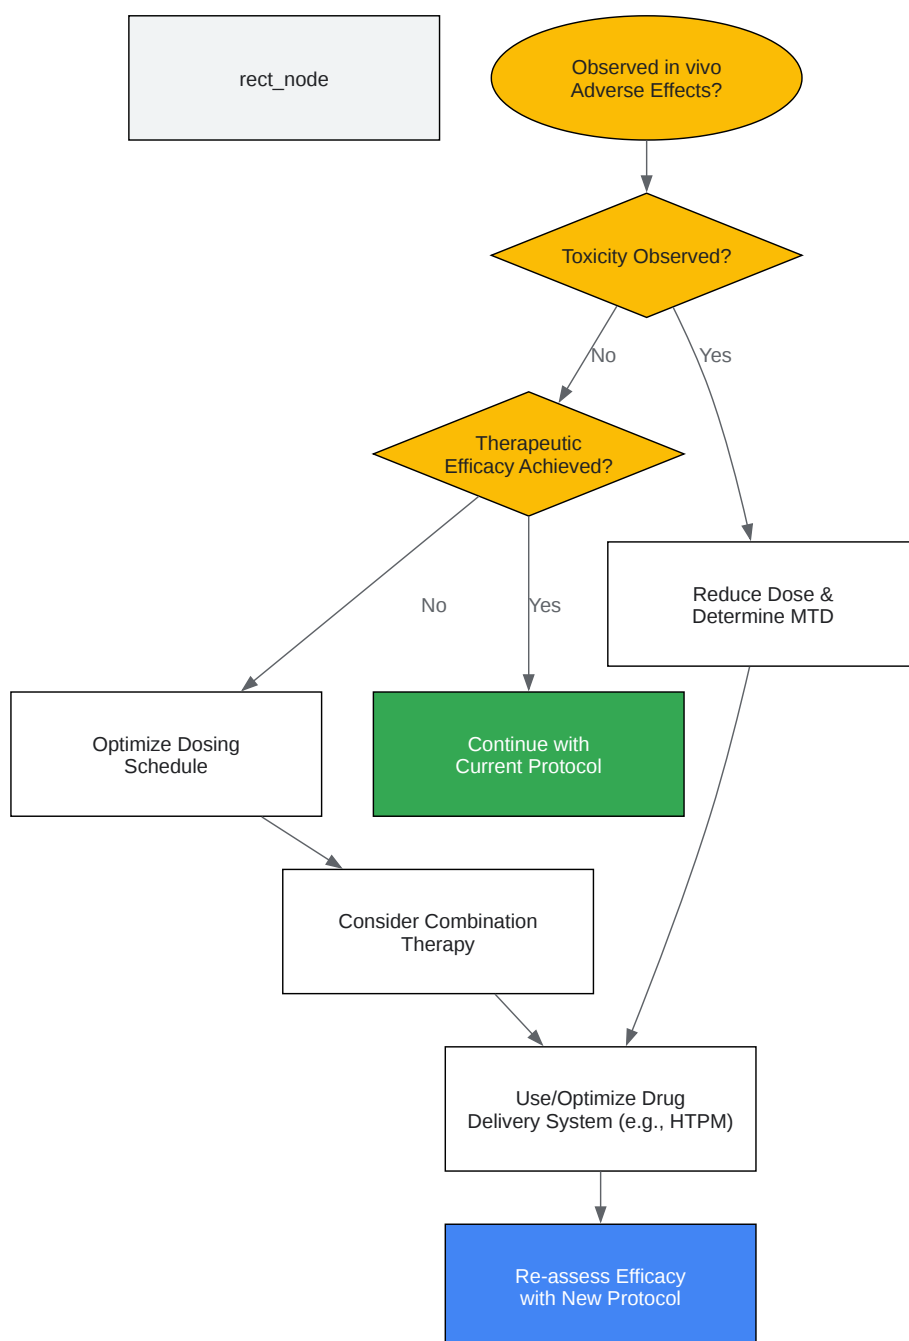 rect_node
Observed in vivo
Adverse Effects?
Toxicity Observed?
No
Yes
Therapeutic
Efficacy Achieved?
Reduce Dose &
Determine MTD
No
Yes
Optimize Dosing
Schedule
Continue with
Current Protocol
Consider Combination
Therapy
Use/Optimize Drug
Delivery System (e.g., HTPM)
Re-assess Efficacy
with New Protocol